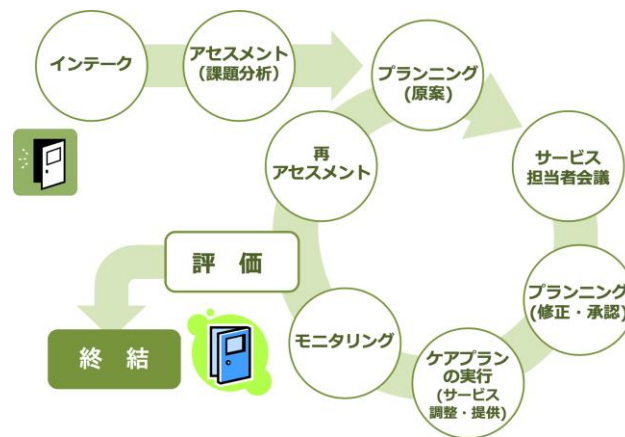 インテーク
アセスメント
（課題分析）
プランニング
(原案)
サービス
担当者会議
プランニング
(修正・承認)
ケアプラン
の実行
(サービス
調整・提供)
モニタリング
評　価
再
アセスメント
終　結